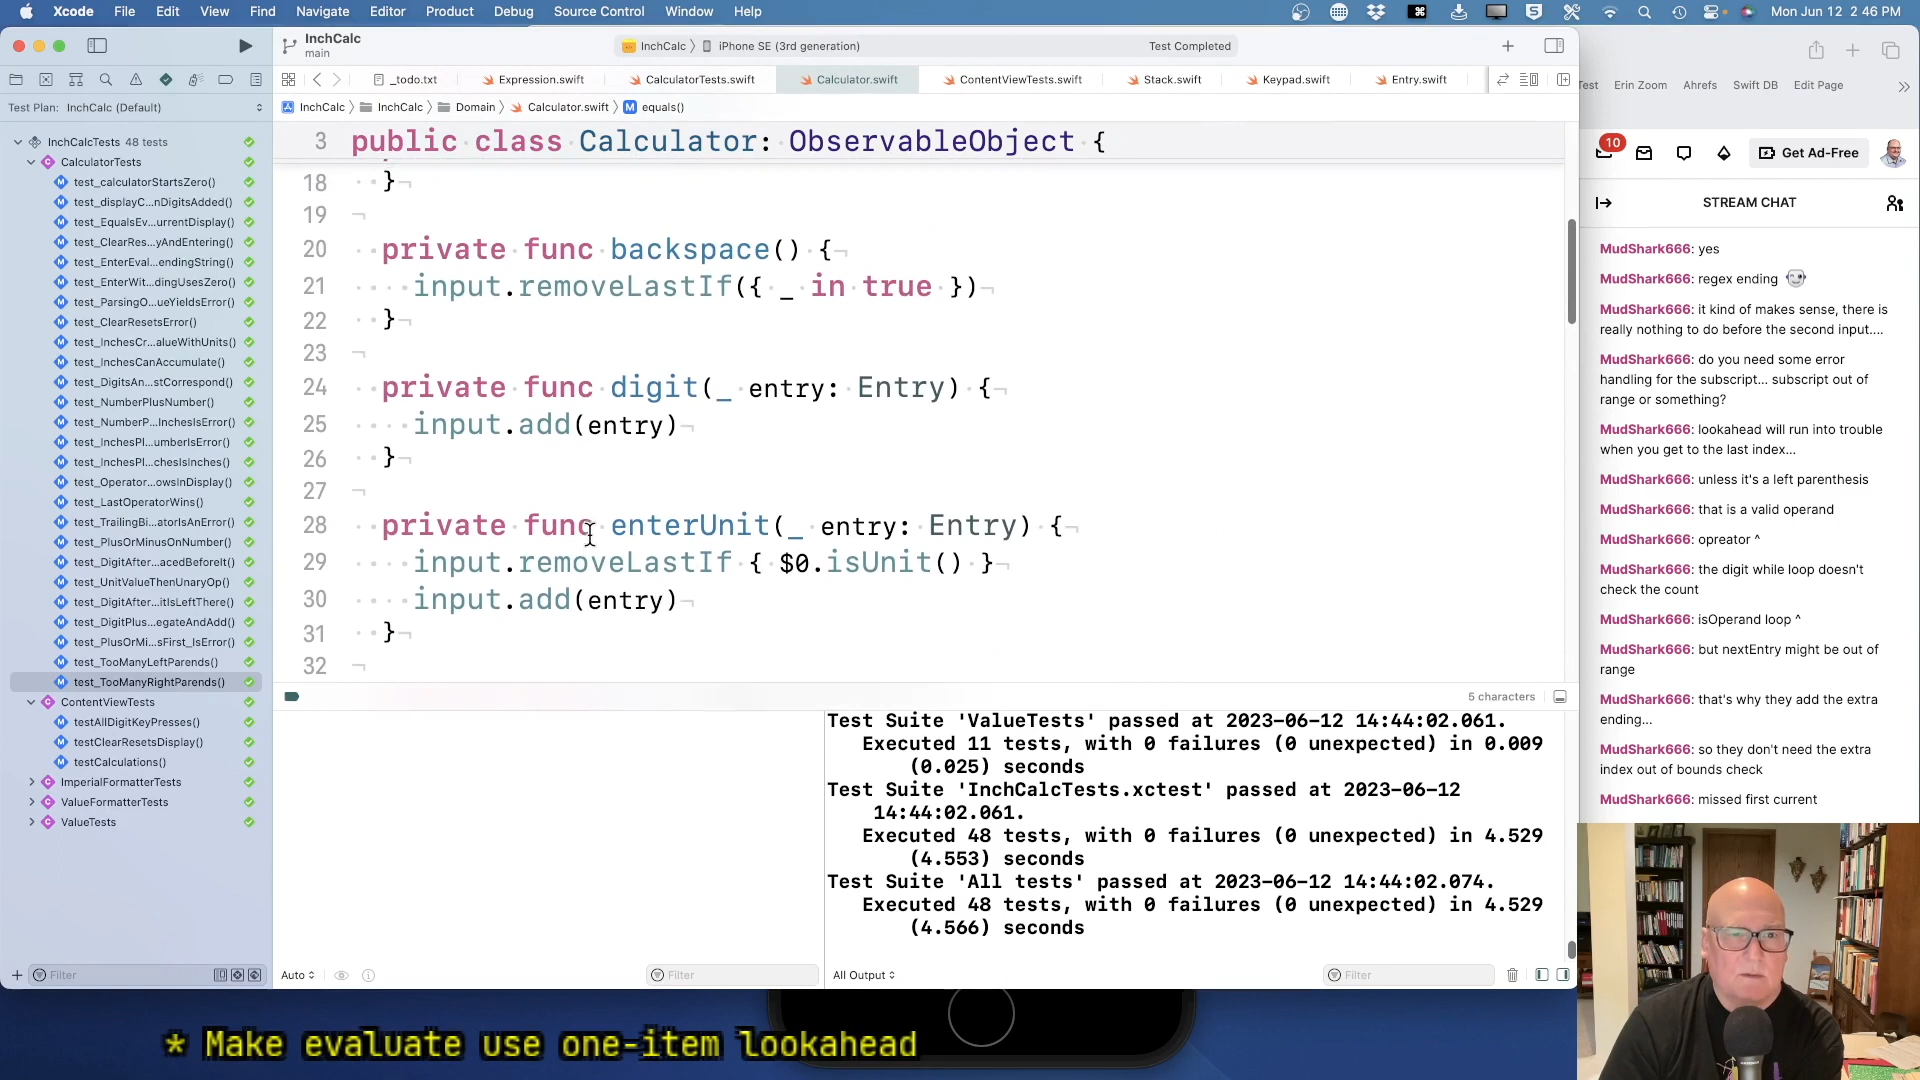 Xcode File Edit View Find Navigate Editor Product Debug Source Control Window Help
Mon Jun 12 2:46 PM
InchCalc
main
InchCalc 〉 iPhone SE (3rd generation)
Test Completed
_todo.txt
Expression.swift
CalculatorTests.swift
Calculator.swift
ContentViewTests.swift
Stack.swift
Keypad.swift
Entry.swift
Test Plan: InchCalc (Default)
InchCalc 〉 InchCalc 〉 Domain 〉 Calculator.swift 〉 M equals()
InchCalcTests 48 tests
CalculatorTests
test_calculatorStartsZero()
test_displayC...nDigitsAdded()
test_EqualsEv...urrentDisplay()
test_ClearRes...yAndEntering()
test_EnterEval...endingString()
test_EnterWit...dingUsesZero()
test_ParsingO...ueYieldsError()
test_ClearResetsError()
test_InchesCr...alueWithUnits()
test_InchesCanAccumulate()
test_DigitsAn...stCorrespond()
test_NumberPlusNumber()
test_NumberP...InchesIsError()
test_InchesPl...umberIsError()
test_InchesPl...chesIsInches()
test_Operator...owsInDisplay()
test_LastOperatorWins()
test_TrailingBi...atorIsAnError()
test_PlusOrMinusOnNumber()
test_DigitAfter...acedBeforeIt()
test_UnitValueThenUnaryOp()
test_DigitAfter...itIsLeftThere()
test_DigitPlus...egateAndAdd()
test_PlusOrMi...sFirst_IsError()
test_TooManyLeftParends()
test_TooManyRightParends()
ContentViewTests
testAllDigitKeyPresses()
testClearResetsDisplay()
testCalculations()
ImperialFormatterTests
ValueFormatterTests
ValueTests
Filter
3 public class Calculator: ObservableObject {
18 }
19
20 private func backspace() {
21 input.removeLastIf({ _ in true })
22 }
23
24 private func digit(_ entry: Entry) {
25 input.add(entry)
26 }
27
28 private func enterUnit(_ entry: Entry) {
29 input.removeLastIf { $0.isUnit() }
30 input.add(entry)
31 }
32
5 characters
Test Suite 'ValueTests' passed at 2023-06-12 14:44:02.061.
Executed 11 tests, with 0 failures (0 unexpected) in 0.009
(0.025) seconds
Test Suite 'InchCalcTests.xctest' passed at 2023-06-12
14:44:02.061.
Executed 48 tests, with 0 failures (0 unexpected) in 4.529
(4.553) seconds
Test Suite 'All tests' passed at 2023-06-12 14:44:02.074.
Executed 48 tests, with 0 failures (0 unexpected) in 4.529
(4.566) seconds
Auto
Filter
All Output
Filter
Test Erin Zoom Ahrefs Swift DB Edit Page
10
Get Ad-Free
STREAM CHAT
MudShark666: yes
MudShark666: regex ending
MudShark666: it kind of makes sense, there is
really nothing to do before the second input....
MudShark666: do you need some error
handling for the subscript... subscript out of
range or something?
MudShark666: lookahead will run into trouble
when you get to the last index...
MudShark666: unless it's a left parenthesis
MudShark666: that is a valid operand
MudShark666: opreator ^
MudShark666: the digit while loop doesn't
check the count
MudShark666: isOperand loop ^
MudShark666: but nextEntry might be out of
range
MudShark666: that's why they add the extra
ending...
MudShark666: so they don't need the extra
index out of bounds check
MudShark666: missed first current
* Make evaluate use one-item lookahead